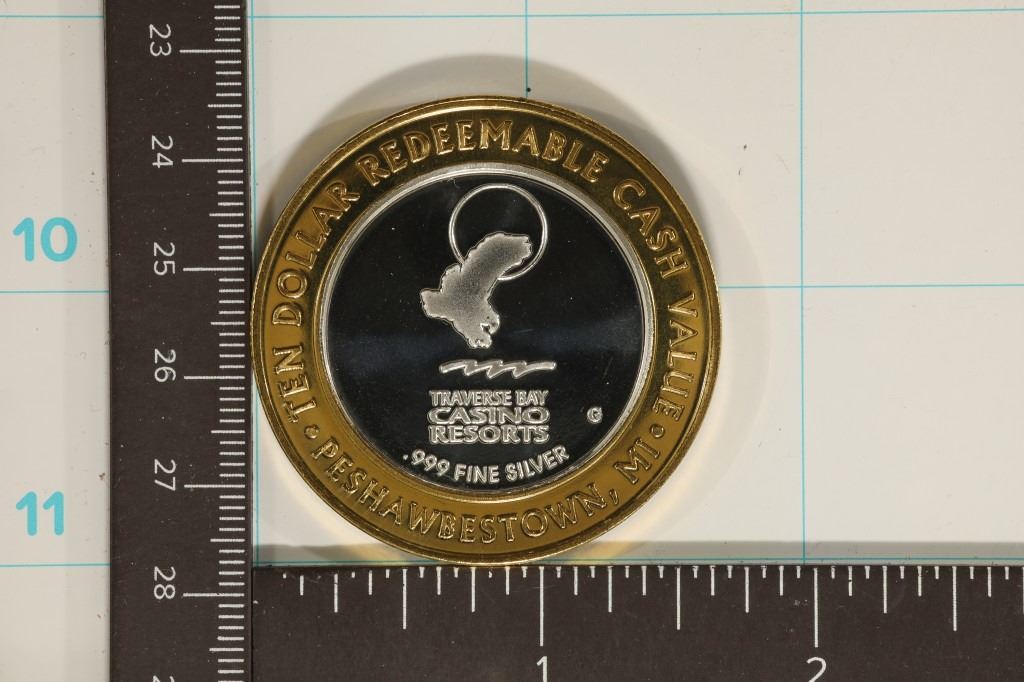 TEN DOLLAR REDEEMABLE CASH VALUE
• PESHAWBESTOWN, MI •
TRAVERSE BAY
CASINO
RESORTS
G
.999 FINE SILVER
10
11
23
24
25
26
27
28
1
2